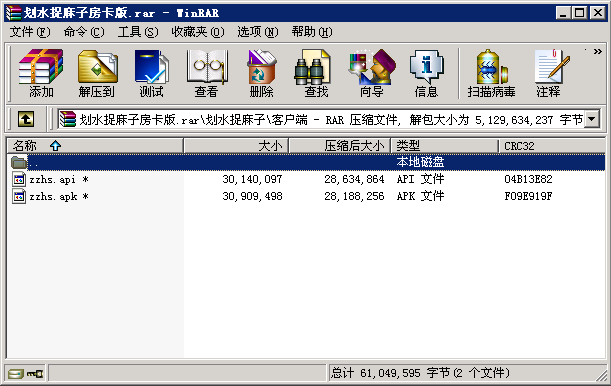 划水捉麻子房卡版.rar - WinRAR
文件(F) 命令(C) 工具(S) 收藏夹(O) 选项(N) 帮助(H)
添加 解压到 测试 查看 删除 查找 向导 信息 扫描病毒 注释
划水捉麻子房卡版.rar\划水捉麻子\客户端 - RAR 压缩文件, 解包大小为 5,129,634,237 字节
名称 大小 压缩后大小 类型 CRC32
.. 本地磁盘
zzhs.api * 30,140,097 28,634,864 API 文件 04B13E82
zzhs.apk * 30,909,498 28,188,256 APK 文件 F09E919F
总计 61,049,595 字节(2 个文件)